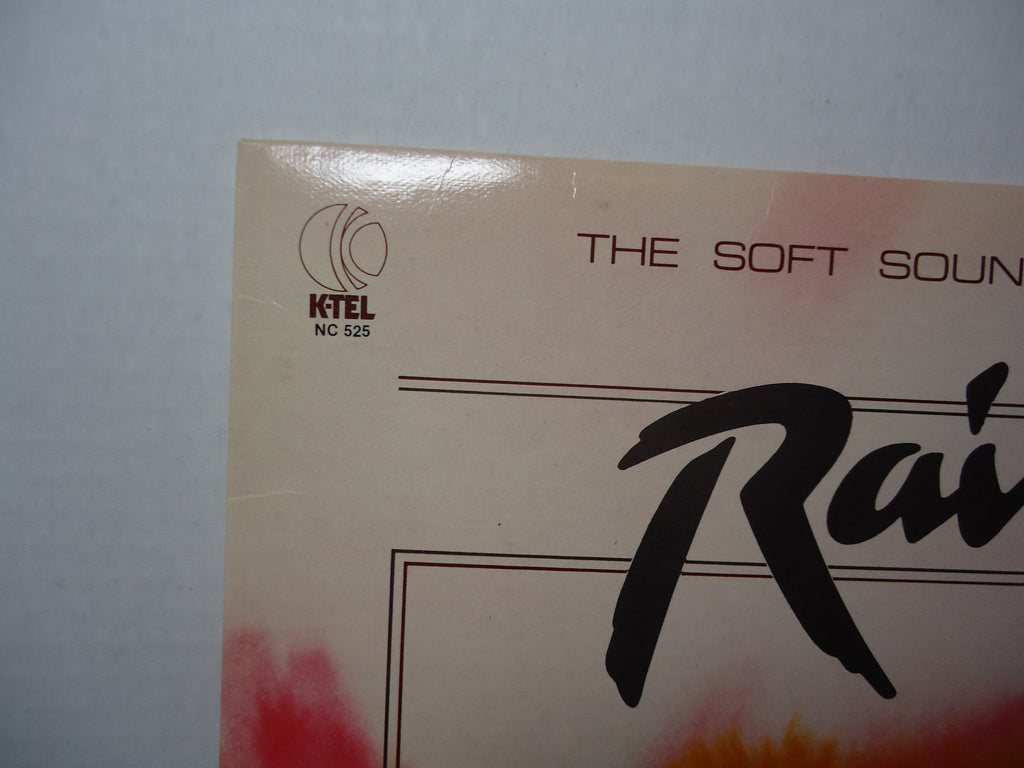 THE SOFT SOUN
K-TEL
NC 525
Rai